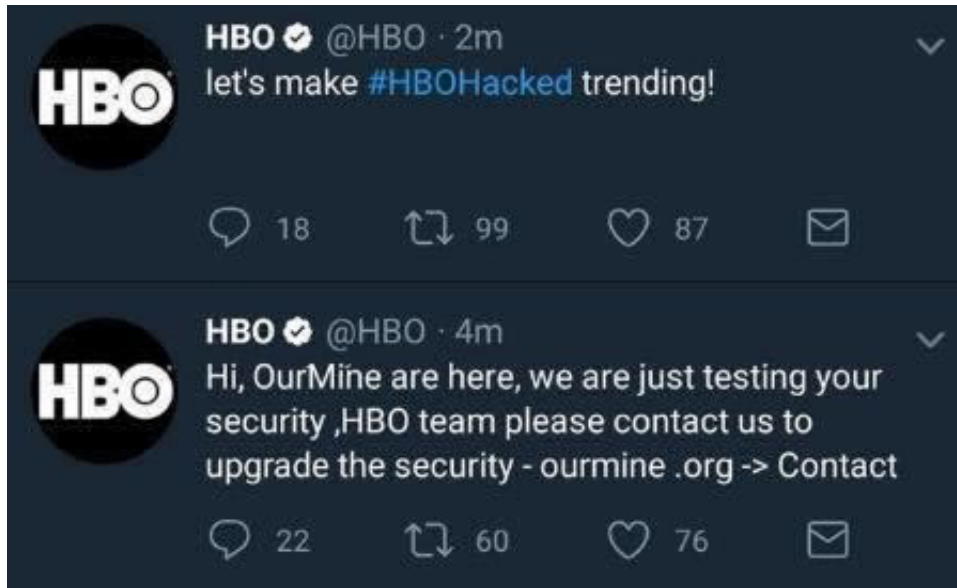 HBO @HBO · 2m
HBO
let's make #HBOHacked trending!
18 99 87
HBO @HBO · 4m
HBO
Hi, OurMine are here, we are just testing your
security ,HBO team please contact us to
upgrade the security - ourmine .org -> Contact
22 60 76